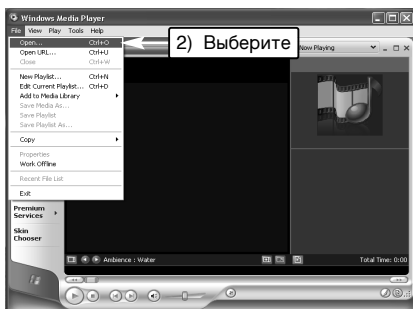 Windows Media Player
File View Play Tools Help
Open... Ctrl+O
2) Выберите
Now Playing
Open URL... Ctrl+U
Close Ctrl+W
New Playlist... Ctrl+N
Edit Current Playlist... Ctrl+D
Add to Media Library
Save Media As...
Save Playlist
Save Playlist As...
Copy
Properties
Work Offline
Recent File List
Exit
Premium
Services
Skin
Chooser
Ambience : Water
Total Time: 0:00